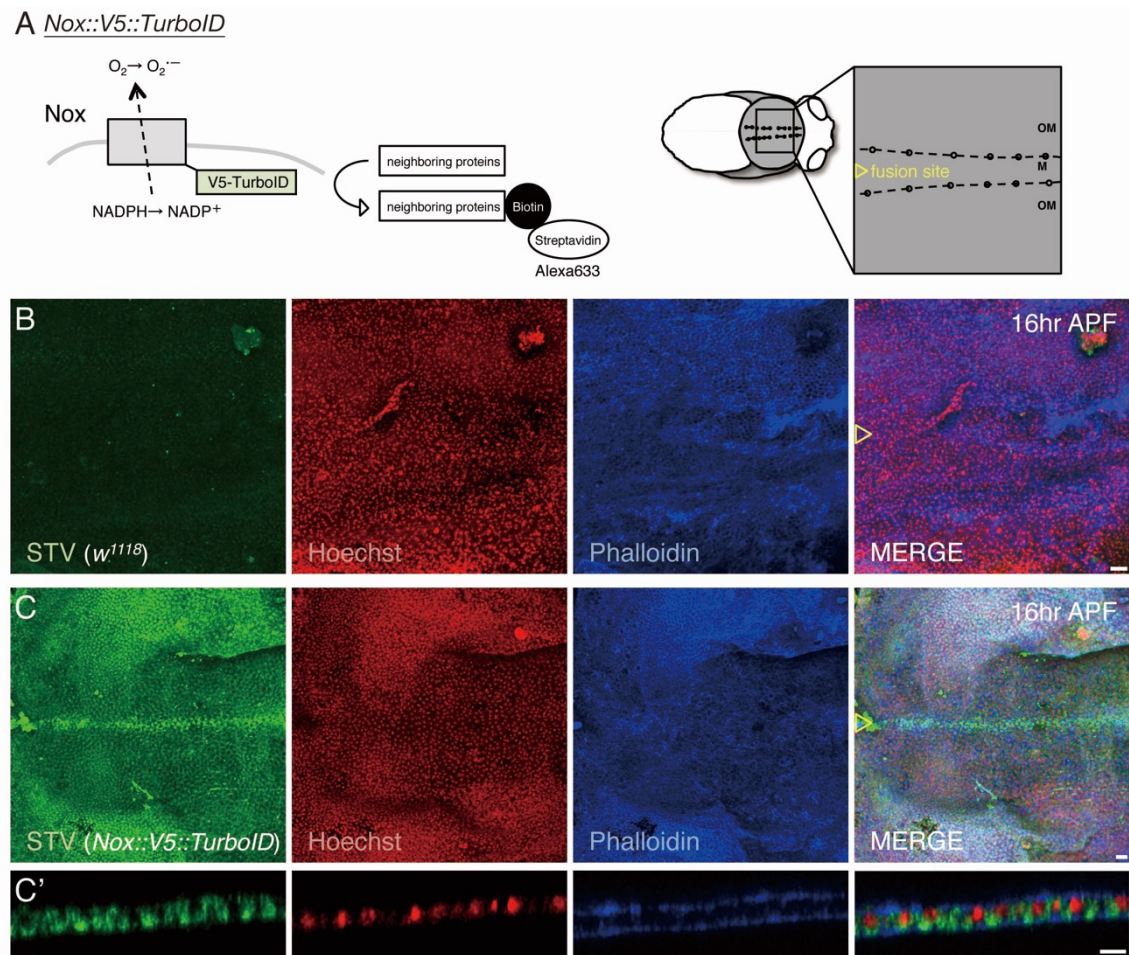 A Nox::V5::TurboID
O₂→ O₂·−
Nox
V5-TurboID
NADPH→ NADP+
neighboring proteins
neighboring proteins
Biotin
Streptavidin
Alexa633
OM
M
fusion site
OM
B
16hr APF
STV (w¹¹¹⁸)
Hoechst
Phalloidin
MERGE
C
16hr APF
STV (Nox::V5::TurboID)
Hoechst
Phalloidin
MERGE
C'